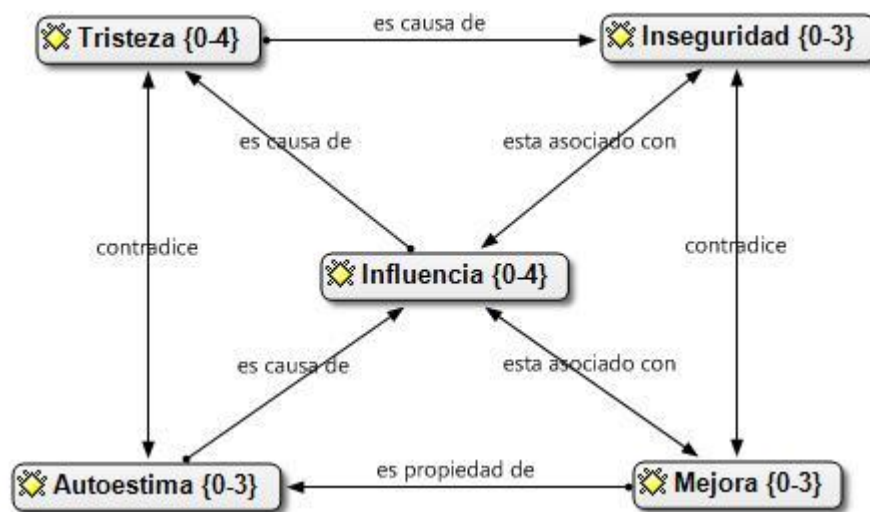 es causa de
Tristeza {0-4}
Inseguridad {0-3}
es causa de
esta asociado con
contradice
contradice
Influencia {0-4}
es causa de
esta asociado con
es propiedad de
Autoestima {0-3}
Mejora {0-3}